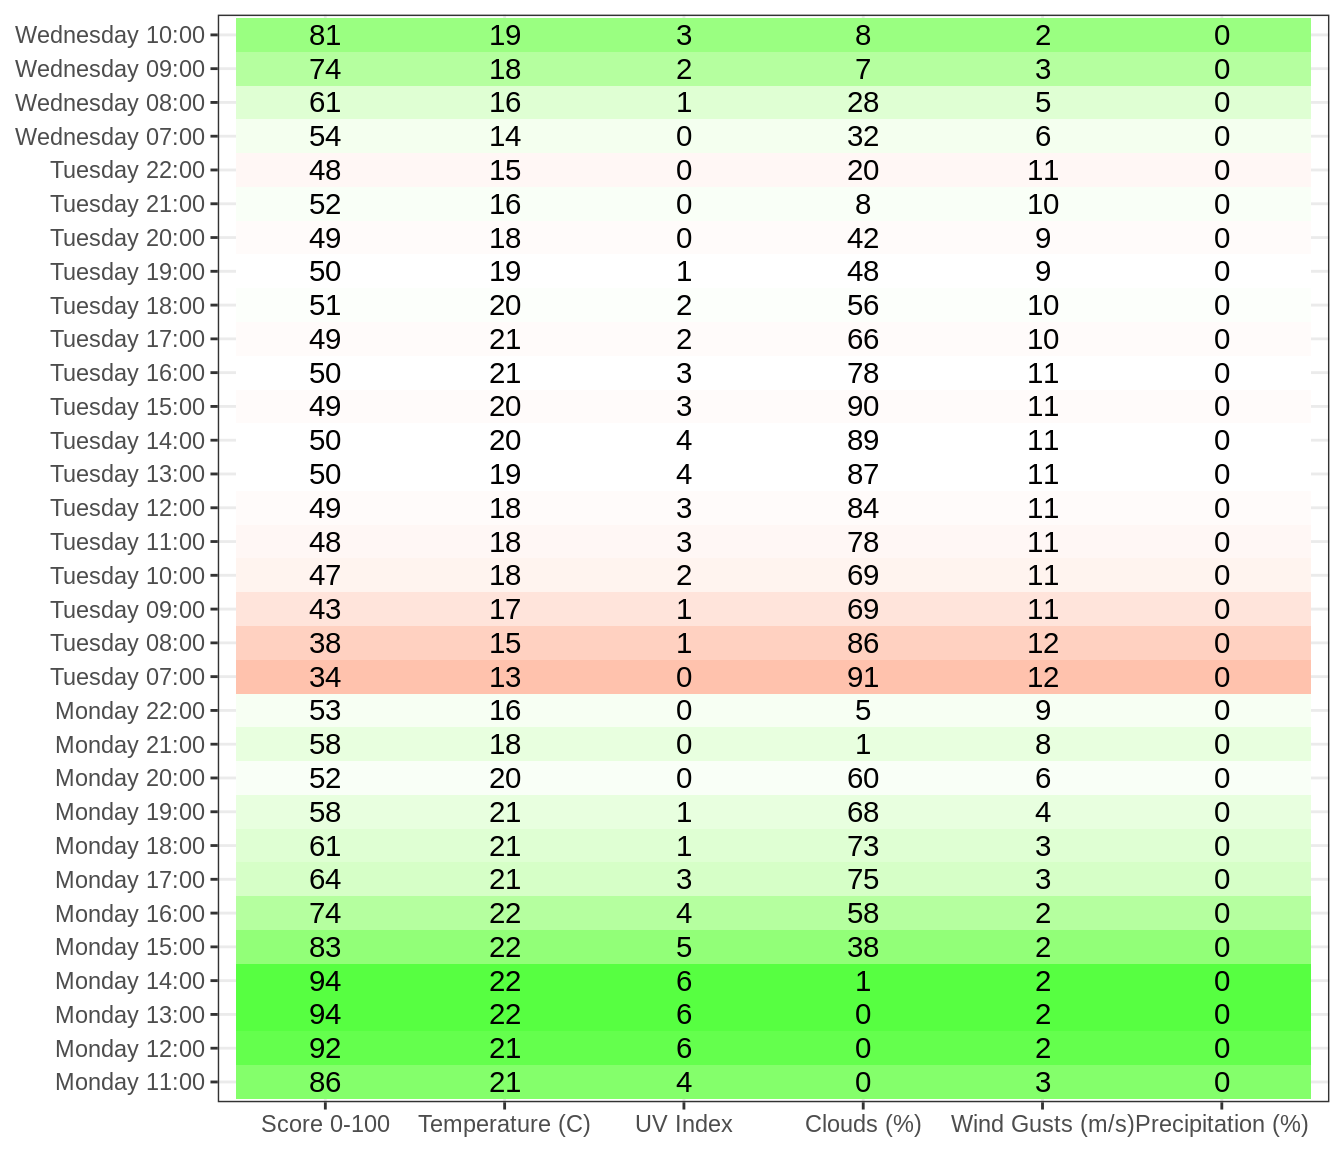 Wednesday 10:00 81 19 3 8 2 0
Wednesday 09:00 74 18 2 7 3 0
Wednesday 08:00 61 16 1 28 5 0
Wednesday 07:00 54 14 0 32 6 0
Tuesday 22:00 48 15 0 20 11 0
Tuesday 21:00 52 16 0 8 10 0
Tuesday 20:00 49 18 0 42 9 0
Tuesday 19:00 50 19 1 48 9 0
Tuesday 18:00 51 20 2 56 10 0
Tuesday 17:00 49 21 2 66 10 0
Tuesday 16:00 50 21 3 78 11 0
Tuesday 15:00 49 20 3 90 11 0
Tuesday 14:00 50 20 4 89 11 0
Tuesday 13:00 50 19 4 87 11 0
Tuesday 12:00 49 18 3 84 11 0
Tuesday 11:00 48 18 3 78 11 0
Tuesday 10:00 47 18 2 69 11 0
Tuesday 09:00 43 17 1 69 11 0
Tuesday 08:00 38 15 1 86 12 0
Tuesday 07:00 34 13 0 91 12 0
Monday 22:00 53 16 0 5 9 0
Monday 21:00 58 18 0 1 8 0
Monday 20:00 52 20 0 60 6 0
Monday 19:00 58 21 1 68 4 0
Monday 18:00 61 21 1 73 3 0
Monday 17:00 64 21 3 75 3 0
Monday 16:00 74 22 4 58 2 0
Monday 15:00 83 22 5 38 2 0
Monday 14:00 94 22 6 1 2 0
Monday 13:00 94 22 6 0 2 0
Monday 12:00 92 21 6 0 2 0
Monday 11:00 86 21 4 0 3 0
Score 0-100 Temperature (C) UV Index Clouds (%) Wind Gusts (m/s) Precipitation (%)